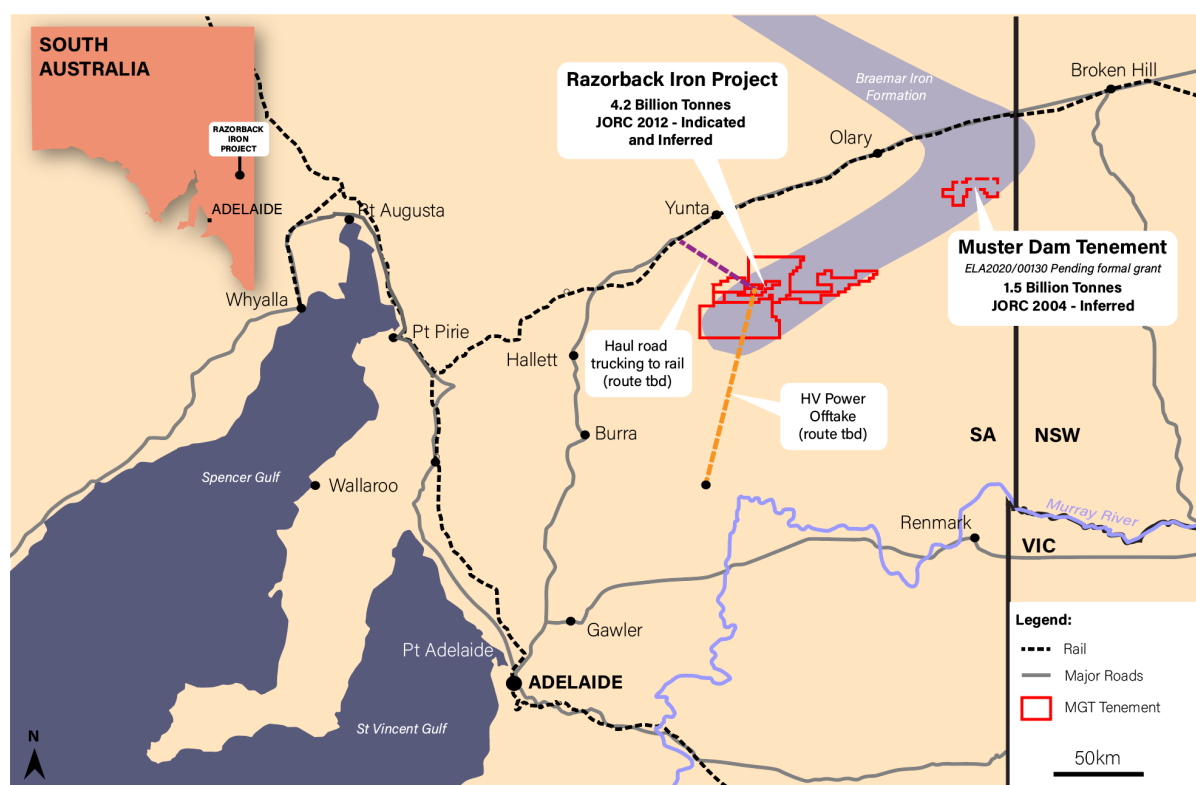 SOUTH
AUSTRALIA
RAZORBACK
IRON
PROJECT
ADELAIDE
Razorback Iron Project
4.2 Billion Tonnes
JORC 2012 - Indicated
and Inferred
Braemar Iron
Formation
Broken Hill
Olary
Yunta
Pt Augusta
Whyalla
Pt Pirie
Muster Dam Tenement
ELA2020/00130 Pending formal grant
1.5 Billion Tonnes
JORC 2004 - Inferred
Haul road
trucking to rail
(route tbd)
Hallett
HV Power
Offtake
(route tbd)
Burra
SA
NSW
Spencer Gulf
Wallaroo
Murray River
Renmark
VIC
Gawler
Pt Adelaide
ADELAIDE
St Vincent Gulf
Legend:
Rail
Major Roads
MGT Tenement
N
50km